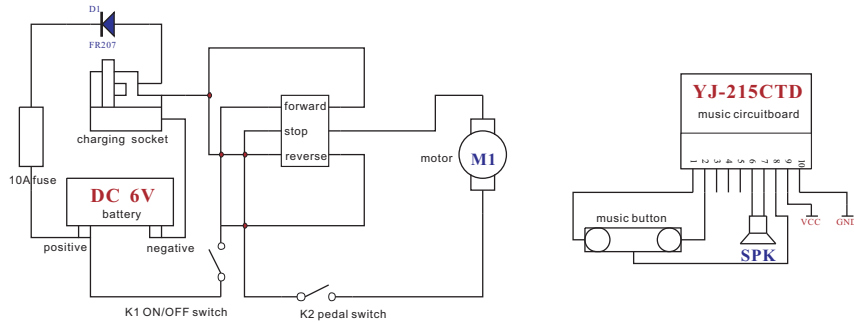 D1
FR207
charging socket
10A fuse
DC 6V
battery
positive
negative
K1 ON/OFF switch
forward
stop
reverse
K2 pedal switch
motor
M1
YJ-215CTD
music circuitboard
1 2 3 4 5 6 7 8 9 10
music button
SPK
VCC
GND